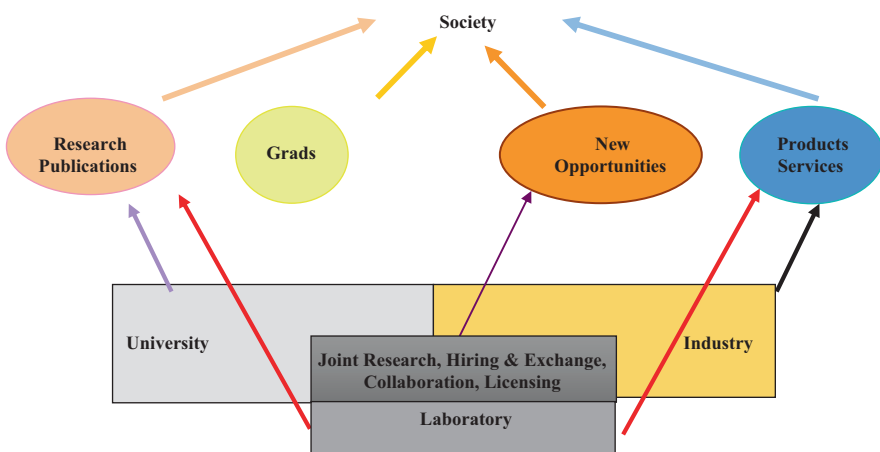 Society
Research
Publications
Grads
New
Opportunities
Products
Services
University
Industry
Joint Research, Hiring & Exchange,
Collaboration, Licensing
Laboratory